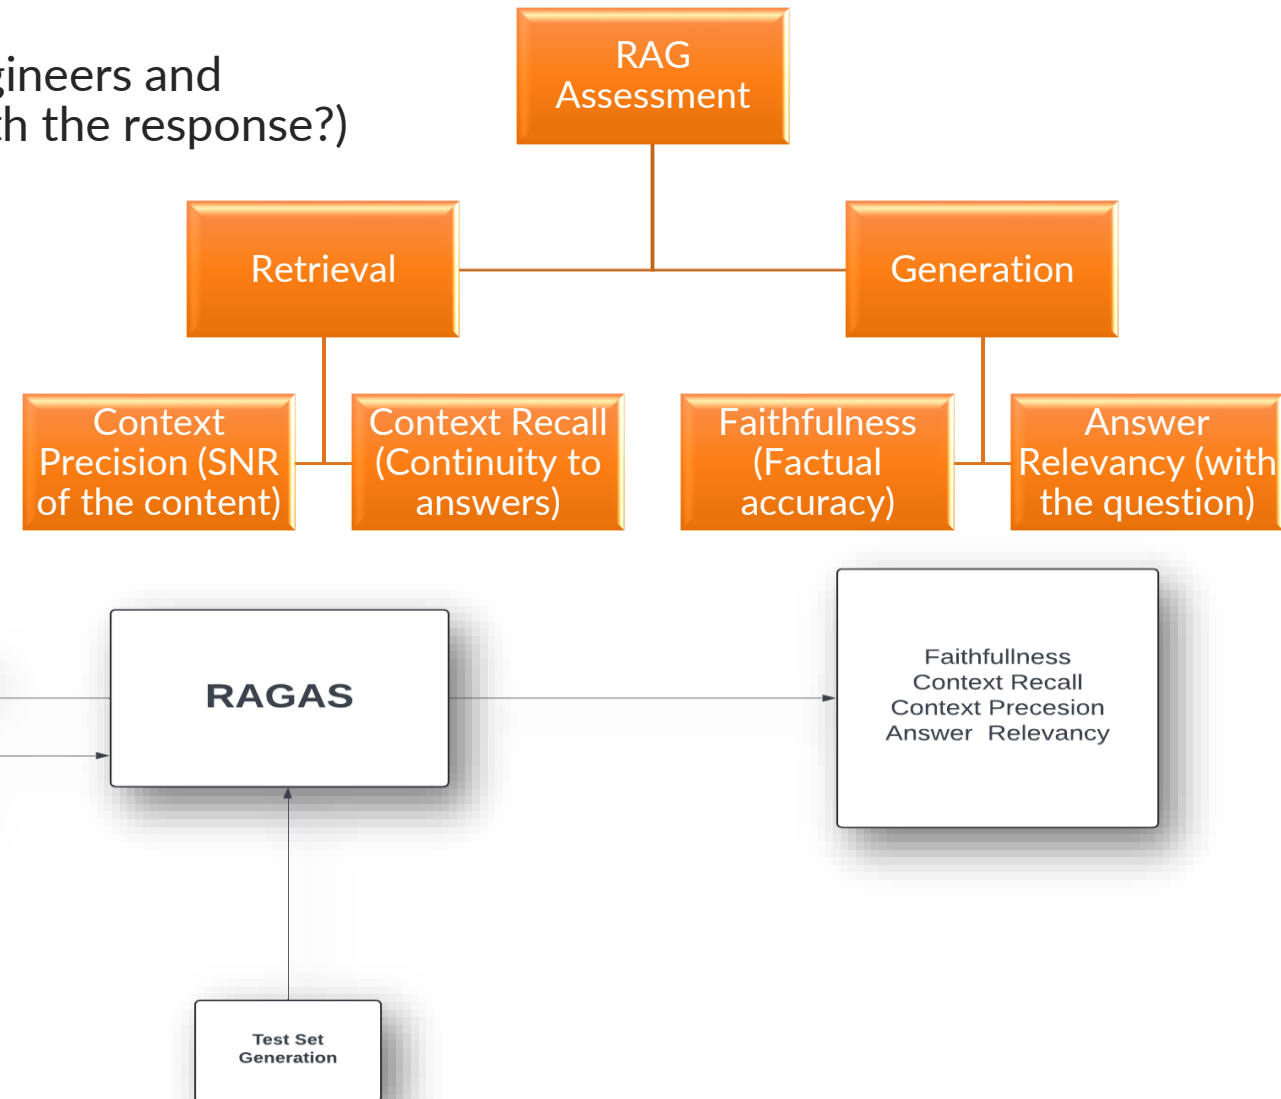 gineers and
th the response?)
RAG
Assessment
Retrieval
Generation
Context
Precision (SNR
of the content)
Context Recall
(Continuity to
answers)
Faithfulness
(Factual
accuracy)
Answer
Relevancy (with
the question)
RAGAS
Faithfullness
Context Recall
Context Precesion
Answer Relevancy
Test Set
Generation